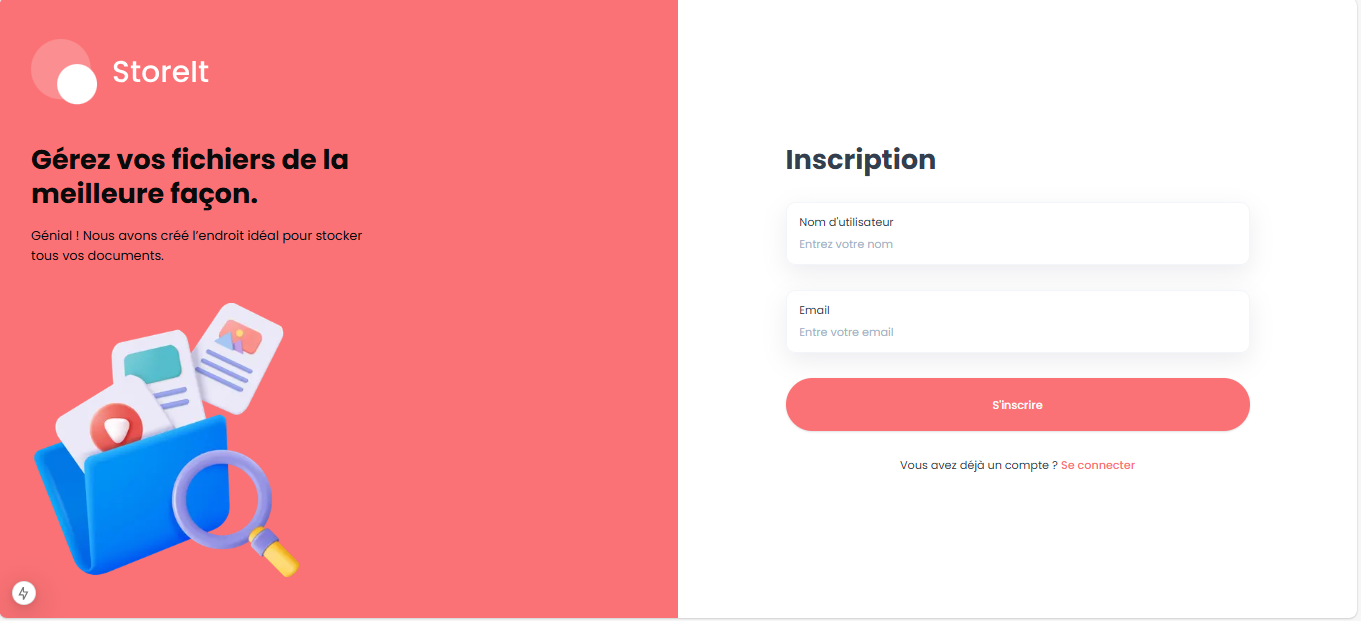 StoreIt
Gérez vos fichiers de la
meilleure façon.
Génial ! Nous avons créé l’endroit idéal pour stocker
tous vos documents.
Inscription
Nom d'utilisateur
Entrez votre nom
Email
Entre votre email
S'inscrire
Vous avez déjà un compte ? Se connecter